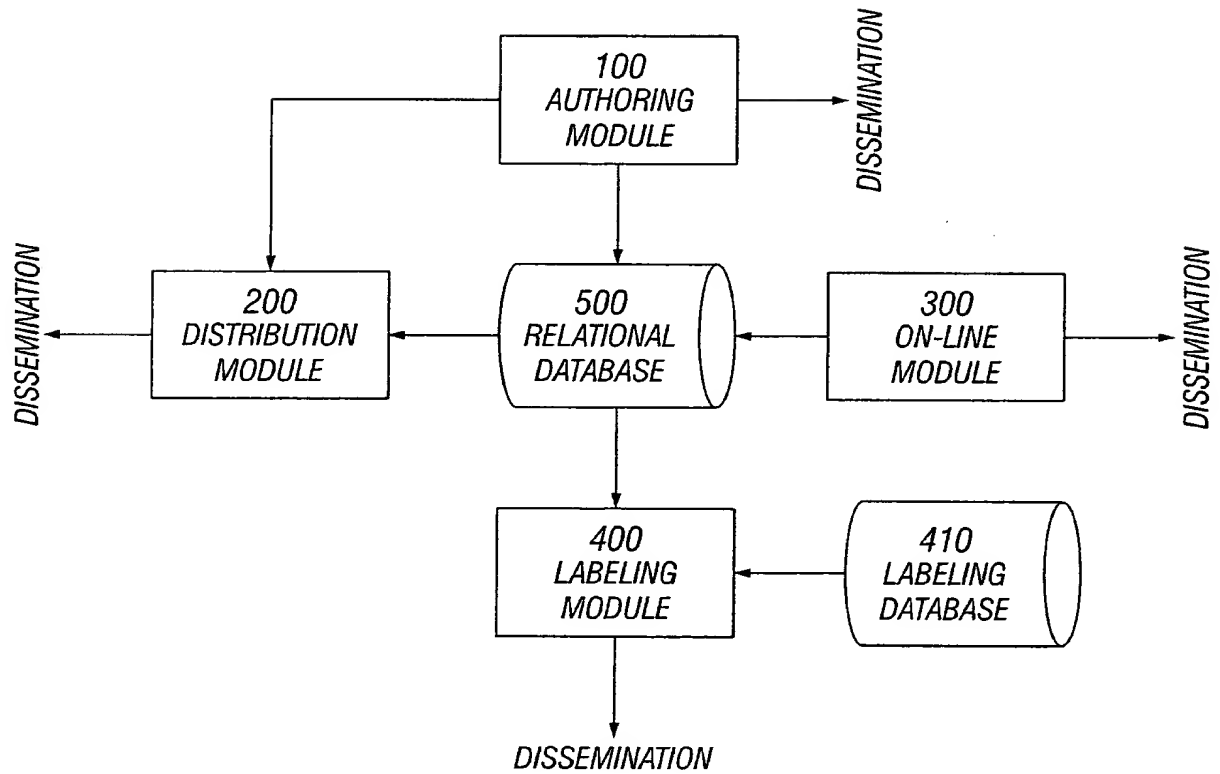 100
AUTHORING
MODULE
DISSEMINATION
DISSEMINATION
200
DISTRIBUTION
MODULE
500
RELATIONAL
DATABASE
300
ON-LINE
MODULE
DISSEMINATION
400
LABELING
MODULE
410
LABELING
DATABASE
DISSEMINATION